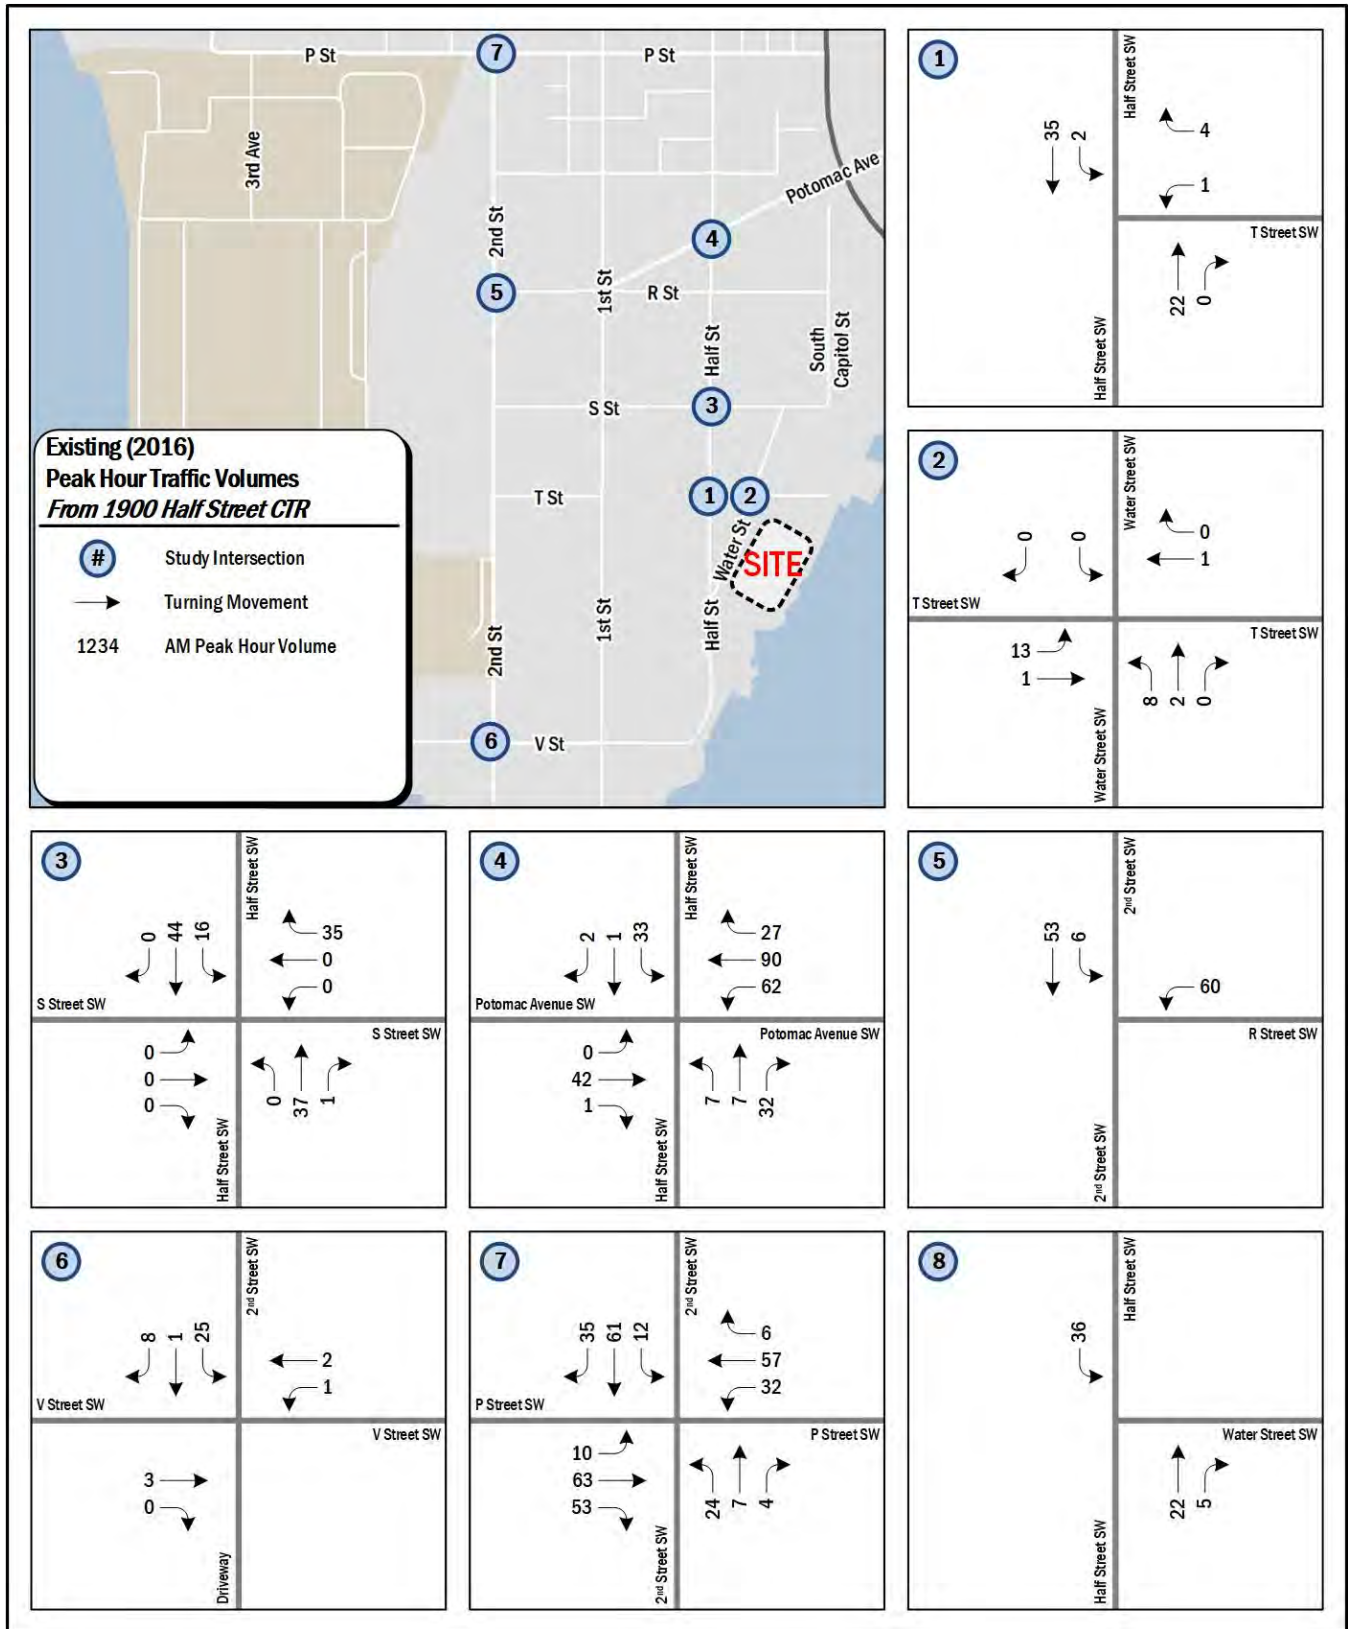 P St
7
P St
3rd Ave
2nd St
Potomac Ave
4
5
1st St
R St
Half St
South
Capitol St
S St
3
T St
1
2
Water St
SITE
2nd St
1st St
Half St
6
V St
Existing (2016)
Peak Hour Traffic Volumes
From 1900 Half Street CTR
# Study Intersection
Turning Movement
1234 AM Peak Hour Volume
1
Half Street SW
35 2
4
1
T Street SW
22 0
Half Street SW
2
Water Street SW
0 0
0
1
T Street SW
T Street SW
13
1
8 2 0
Water Street SW
3
Half Street SW
0 44 16
35
0
0
S Street SW
S Street SW
0
0
0
0 37 1
Half Street SW
4
Half Street SW
2 1 33
27
90
62
Potomac Avenue SW
Potomac Avenue SW
0
42
1
7 7 32
Half Street SW
5
2nd Street SW
53 6
60
R Street SW
2nd Street SW
6
2nd Street SW
8 1 25
2
1
V Street SW
V Street SW
3
0
Driveway
7
2nd Street SW
35 61 12
6
57
32
P Street SW
P Street SW
10
63
53
24 7 4
2nd Street SW
8
Half Street SW
36
Water Street SW
22 5
Half Street SW